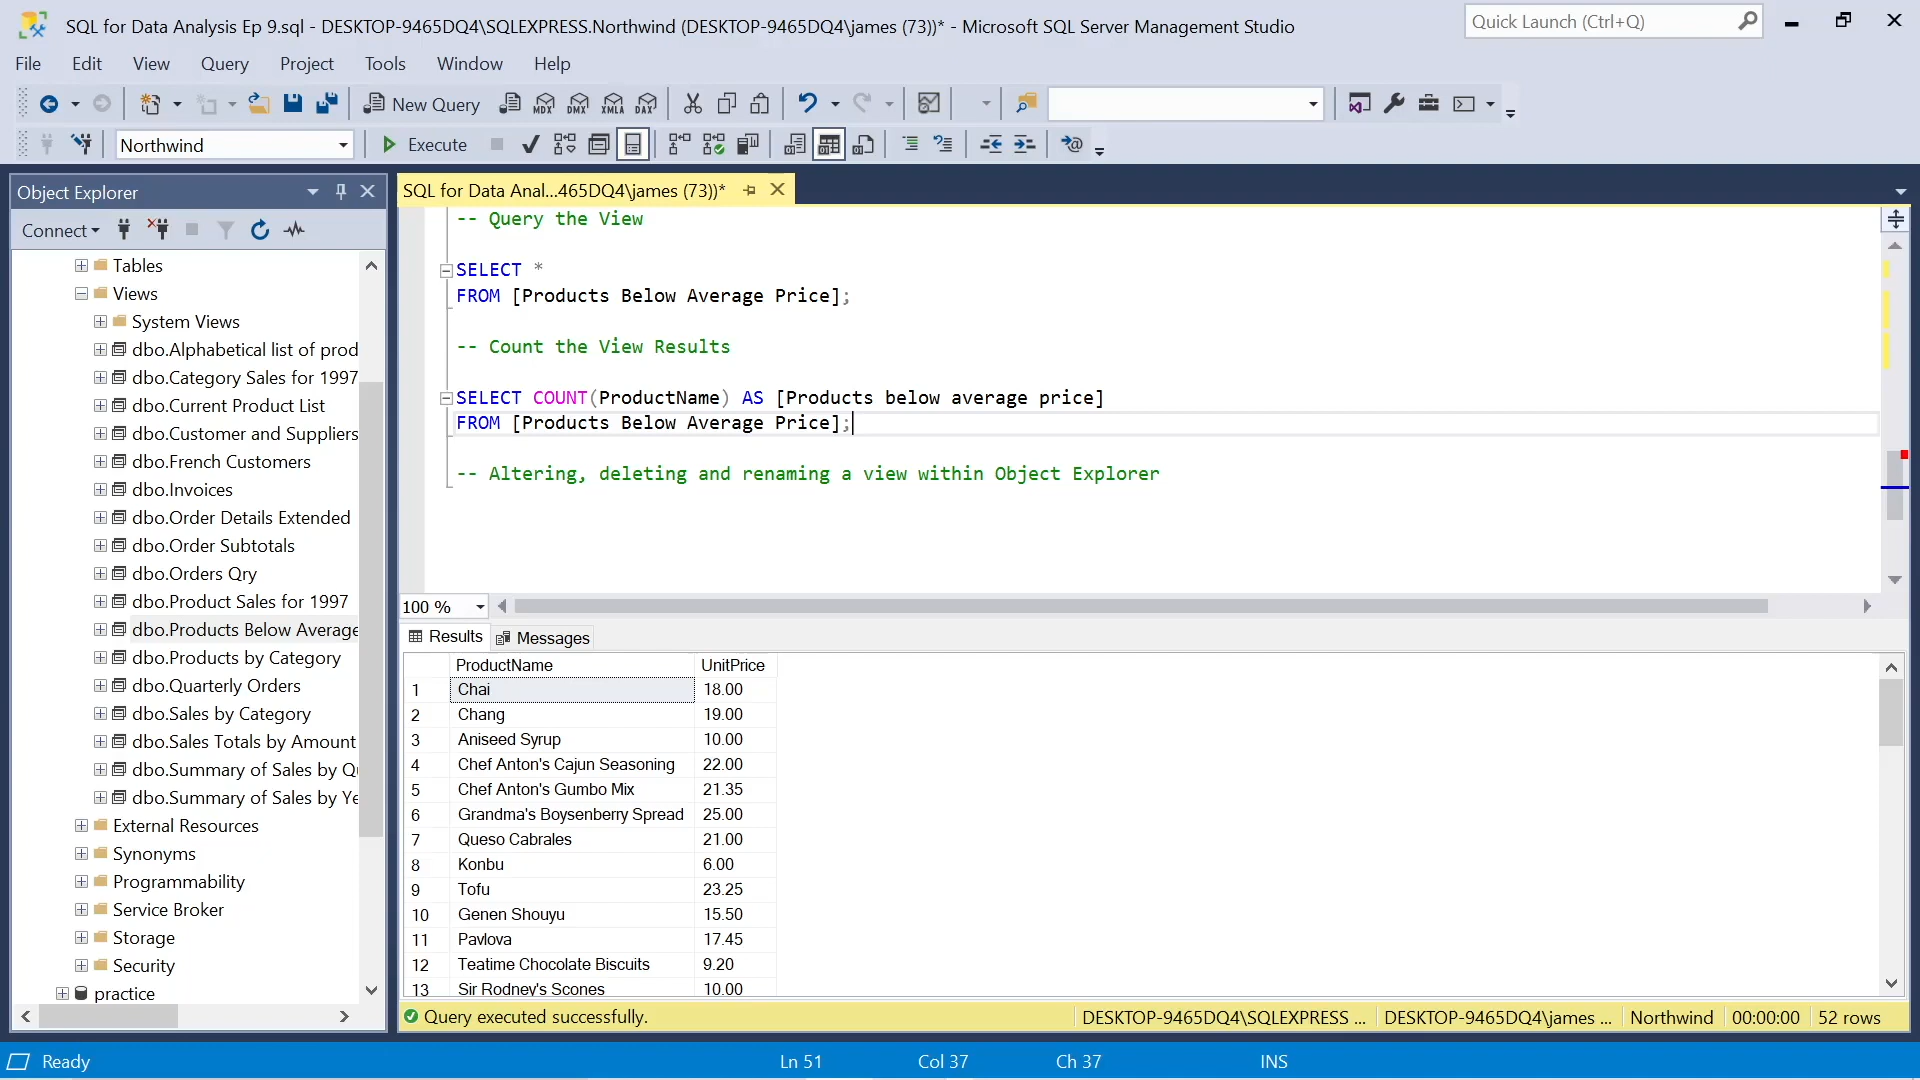 SQL for Data Analysis Ep 9.sql - DESKTOP-9465DQ4\SQLEXPRESS.Northwind (DESKTOP-9465DQ4\james (73))* - Microsoft SQL Server Management Studio
Quick Launch (Ctrl+Q)
File Edit View Query Project Tools Window Help
New Query MDX DMX XMLA DAX
Northwind Execute
Object Explorer
SQL for Data Anal...465DQ4\james (73))*
Connect
Tables
Views
System Views
dbo.Alphabetical list of prod
dbo.Category Sales for 1997
dbo.Current Product List
dbo.Customer and Suppliers
dbo.French Customers
dbo.Invoices
dbo.Order Details Extended
dbo.Order Subtotals
dbo.Orders Qry
dbo.Product Sales for 1997
dbo.Products Below Average
dbo.Products by Category
dbo.Quarterly Orders
dbo.Sales by Category
dbo.Sales Totals by Amount
dbo.Summary of Sales by Qu
dbo.Summary of Sales by Ye
External Resources
Synonyms
Programmability
Service Broker
Storage
Security
practice
-- Query the View
SELECT *
FROM [Products Below Average Price];
-- Count the View Results
SELECT COUNT(ProductName) AS [Products below average price]
FROM [Products Below Average Price];
-- Altering, deleting and renaming a view within Object Explorer
100 %
Results Messages
ProductName UnitPrice
1 Chai 18.00
2 Chang 19.00
3 Aniseed Syrup 10.00
4 Chef Anton's Cajun Seasoning 22.00
5 Chef Anton's Gumbo Mix 21.35
6 Grandma's Boysenberry Spread 25.00
7 Queso Cabrales 21.00
8 Konbu 6.00
9 Tofu 23.25
10 Genen Shouyu 15.50
11 Pavlova 17.45
12 Teatime Chocolate Biscuits 9.20
13 Sir Rodney's Scones 10.00
Query executed successfully. DESKTOP-9465DQ4\SQLEXPRESS ... DESKTOP-9465DQ4\james ... Northwind 00:00:00 52 rows
Ready Ln 51 Col 37 Ch 37 INS